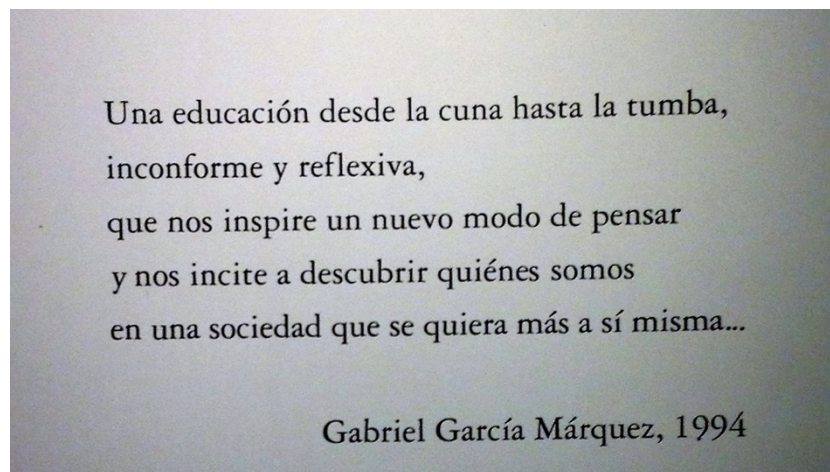 Una educación desde la cuna hasta la tumba,
inconforme y reflexiva,
que nos inspire un nuevo modo de pensar
y nos incite a descubrir quiénes somos
en una sociedad que se quiera más a sí misma...
Gabriel García Márquez, 1994